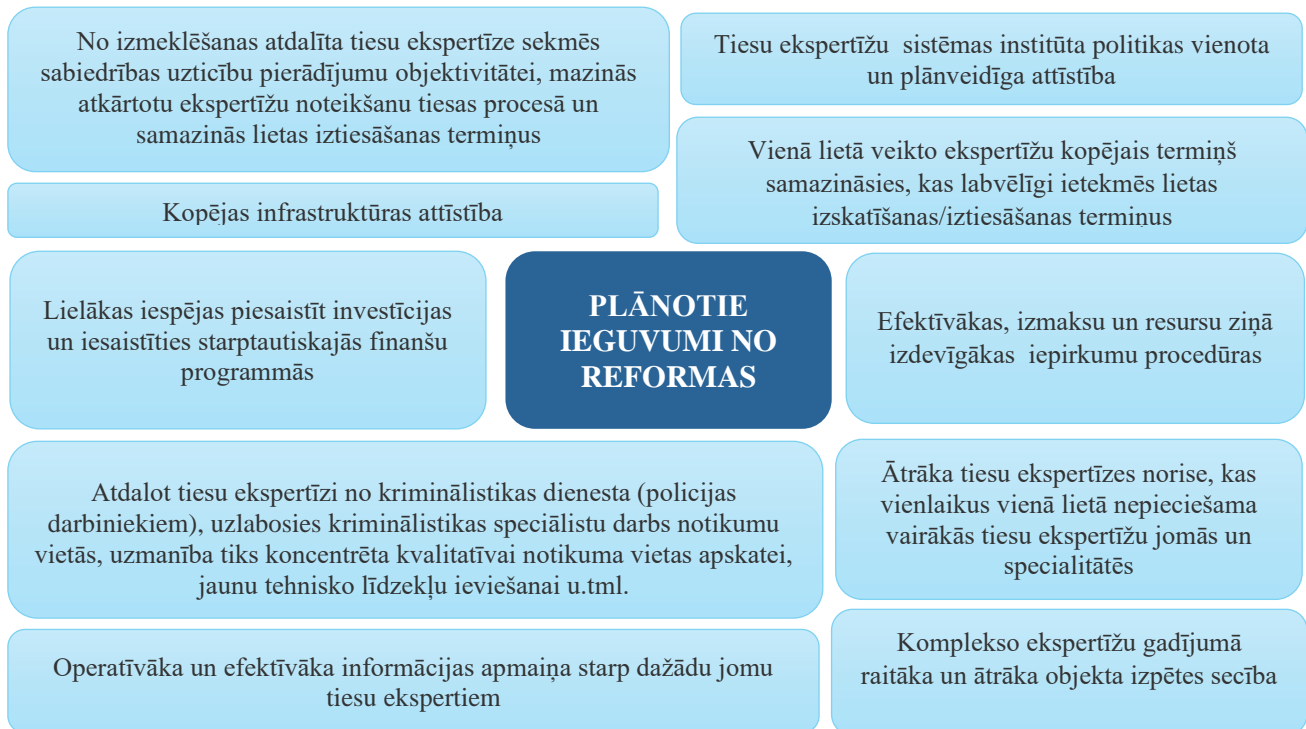 No izmeklēšanas atdalīta tiesu ekspertīze sekmēs
sabiedrības uzticību pierādījumu objektivitātei, mazinās
atkārtotu ekspertīžu noteikšanu tiesas procesā un
samazinās lietas iztiesāšanas termiņus
Tiesu ekspertīžu sistēmas institūta politikas vienota
un plānveidīga attīstība
Vienā lietā veikto ekspertīžu kopējais termiņš
samazināsies, kas labvēlīgi ietekmēs lietas
izskatīšanas/iztiesāšanas termiņus
Kopējas infrastruktūras attīstība
Lielākas iespējas piesaistīt investīcijas
un iesaistīties starptautiskajās finanšu
programmās
PLĀNOTIE
IEGUVUMI NO
REFORMAS
Efektīvākas, izmaksu un resursu ziņā
izdevīgākas iepirkumu procedūras
Atdalot tiesu ekspertīzi no kriminālistikas dienesta (policijas
darbiniekiem), uzlabosies kriminālistikas speciālistu darbs notikumu
vietās, uzmanība tiks koncentrēta kvalitatīvai notikuma vietas apskatei,
jaunu tehnisko līdzekļu ieviešanai u.tml.
Ātrāka tiesu ekspertīzes norise, kas
vienlaikus vienā lietā nepieciešama
vairākās tiesu ekspertīžu jomās un
specialitātēs
Operatīvāka un efektīvāka informācijas apmaiņa starp dažādu jomu
tiesu ekspertiem
Komplekso ekspertīžu gadījumā
raitāka un ātrāka objekta izpētes secība